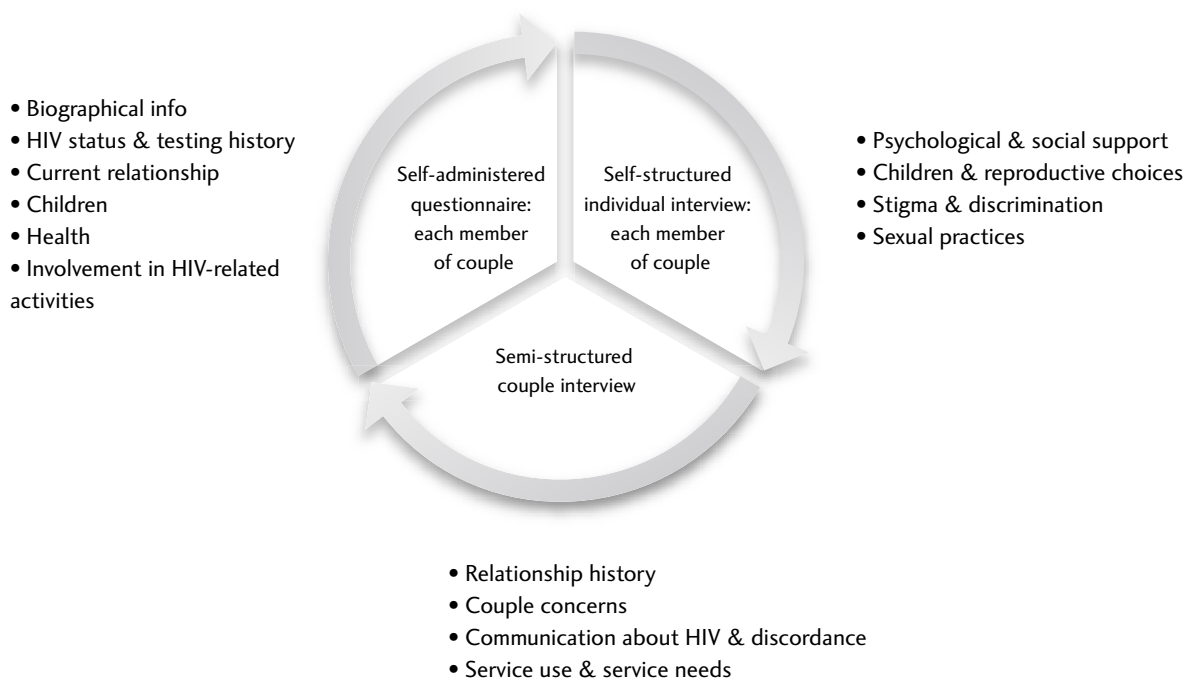 • Biographical info
• HIV status & testing history
• Current relationship
• Children
• Health
• Involvement in HIV-related
activities
Self-administered
questionnaire:
each member
of couple
Self-structured
individual interview:
each member
of couple
• Psychological & social support
• Children & reproductive choices
• Stigma & discrimination
• Sexual practices
Semi-structured
couple interview
• Relationship history
• Couple concerns
• Communication about HIV & discordance
• Service use & service needs